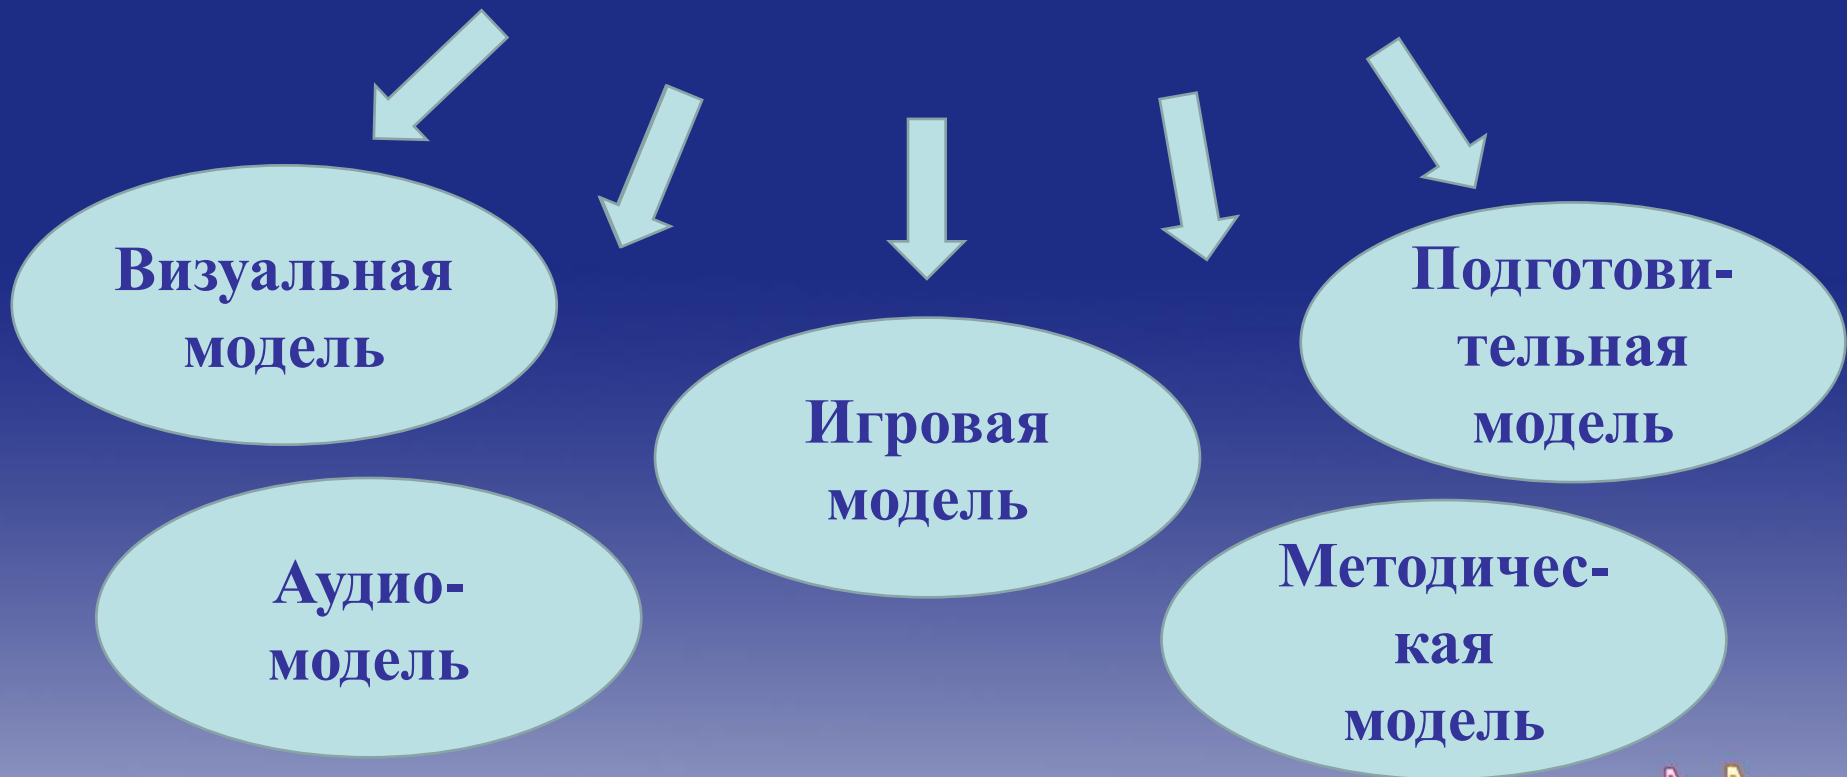 Визуальная
модель
Аудио-
модель
Игровая
модель
Подготови-
тельная
модель
Методичес-
кая
модель